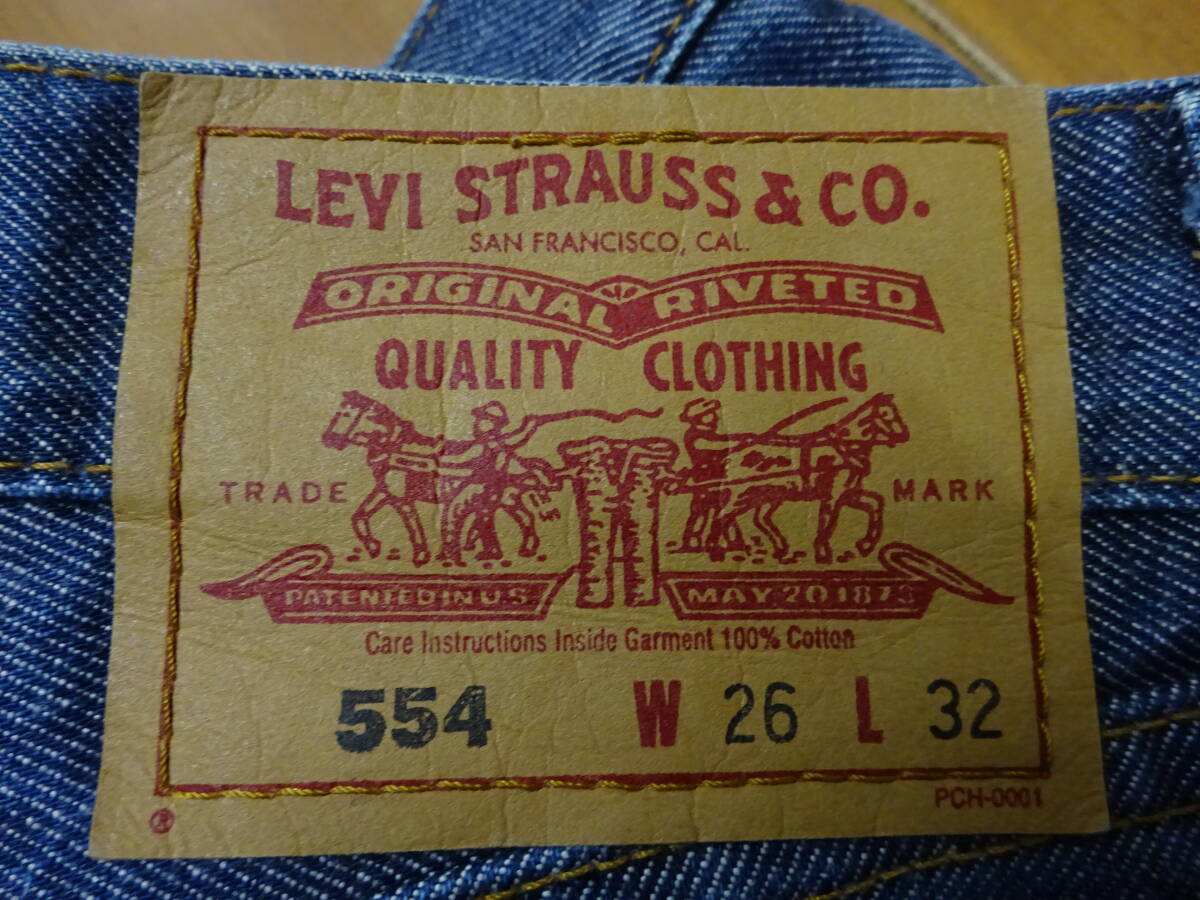 LEVI STRAUSS & CO.
SAN FRANCISCO, CAL.
ORIGINAL RIVETED
QUALITY CLOTHING
TRADE MARK
PATENTED IN U.S. MAY 20 1873
Care Instructions Inside Garment 100% Cotton
554 W 26 L 32
PCH-0001
®